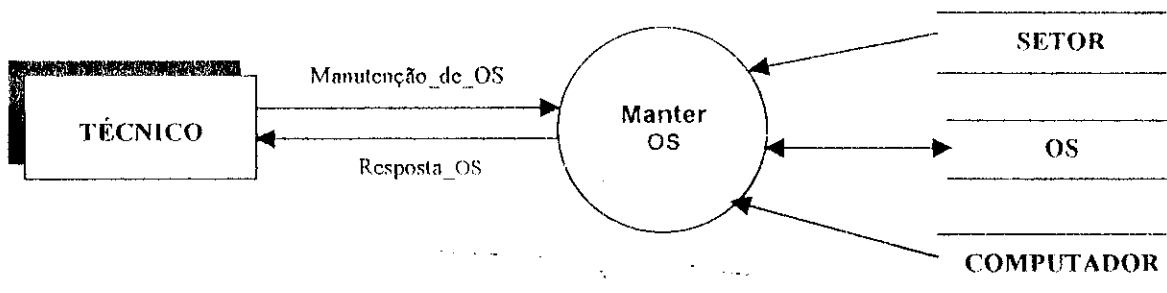 SETOR
Manutenção_de_OS
TÉCNICO
Manter
OS
OS
Resposta_OS
COMPUTADOR